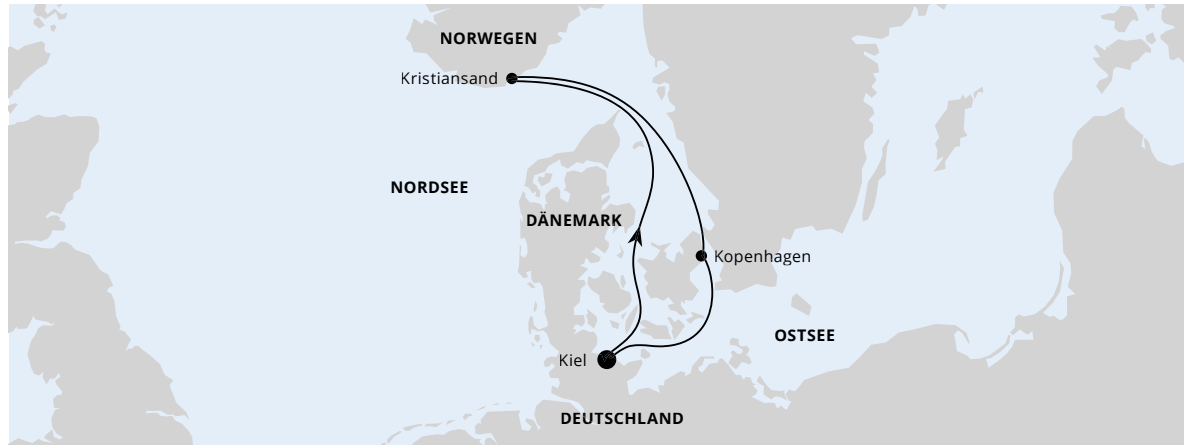 NORWEGEN
Kristiansand
NORDSEE
DÄNEMARK
Kopenhagen
OSTSEE
Kiel
DEUTSCHLAND